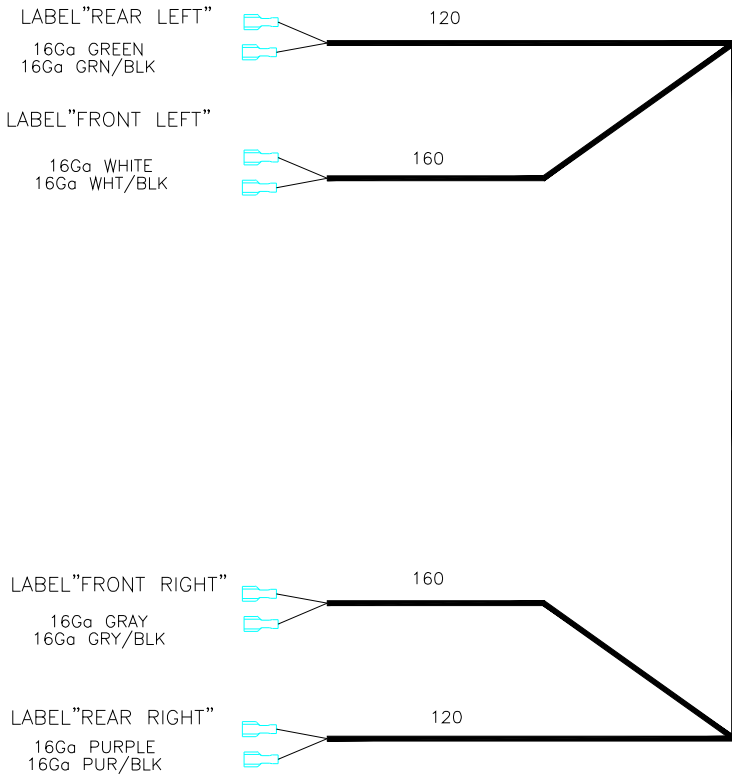 LABEL"REAR LEFT"
120
16Ga GREEN
16Ga GRN/BLK
LABEL"FRONT LEFT"
160
16Ga WHITE
16Ga WHT/BLK
LABEL"FRONT RIGHT"
160
16Ga GRAY
16Ga GRY/BLK
LABEL"REAR RIGHT"
120
16Ga PURPLE
16Ga PUR/BLK